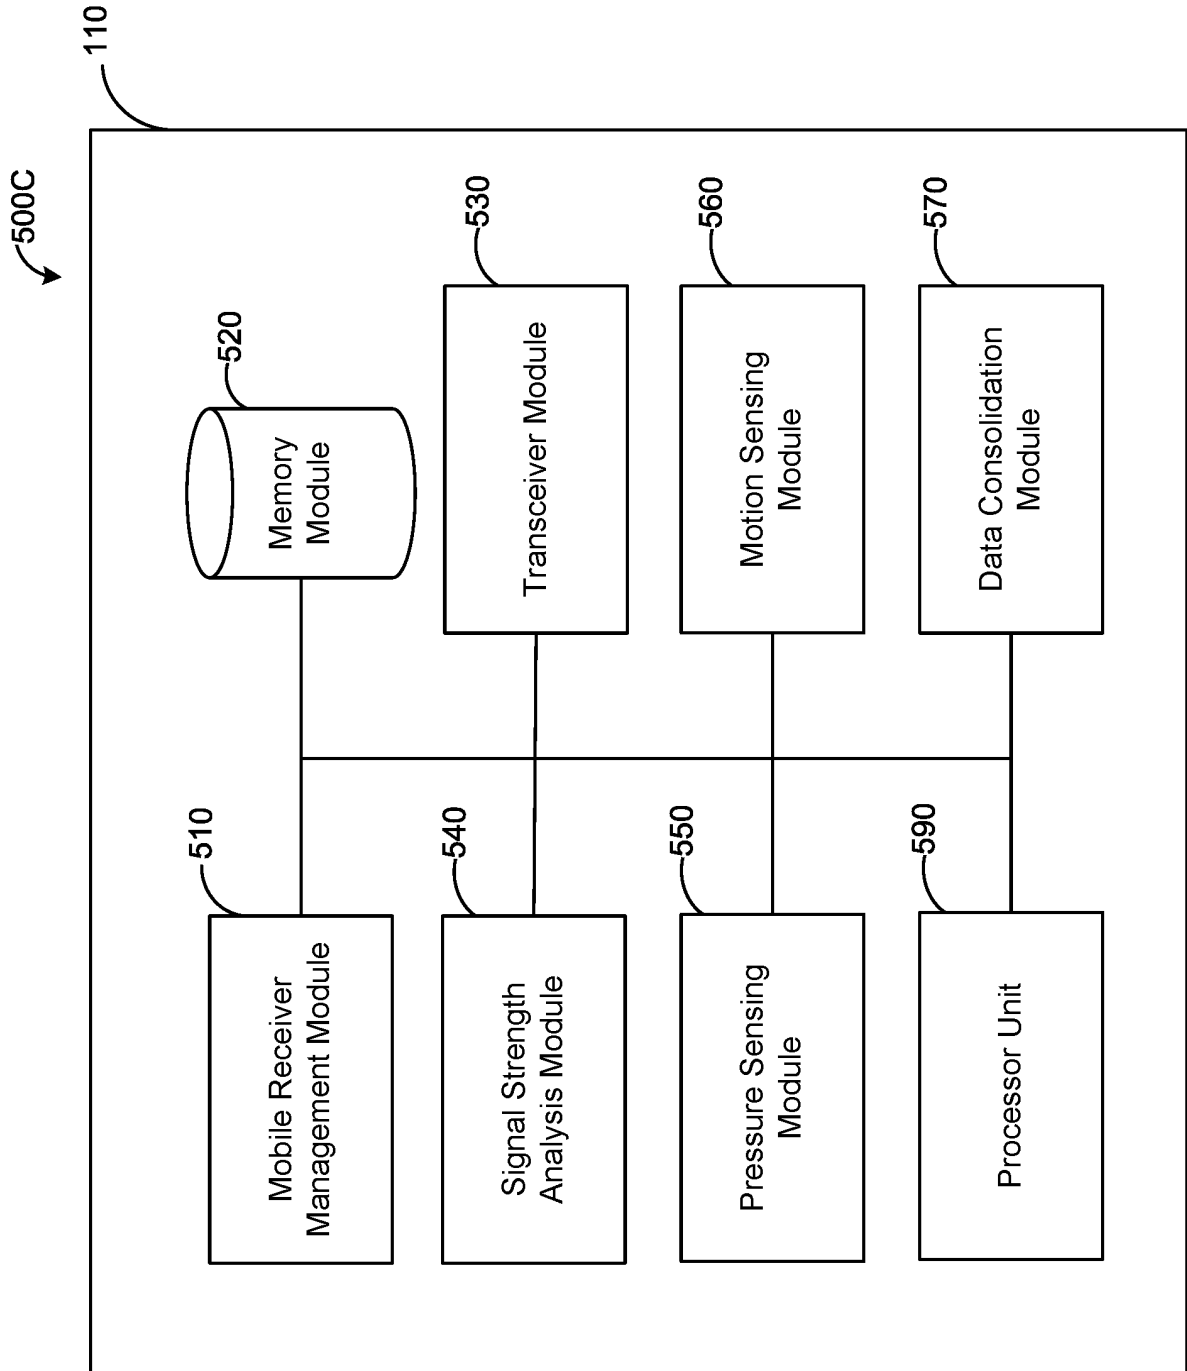 500C
110
510
Mobile Receiver
Management Module
520
Memory
Module
540
Signal Strength
Analysis Module
530
Transceiver Module
550
Pressure Sensing
Module
560
Motion Sensing
Module
590
Processor Unit
570
Data Consolidation
Module